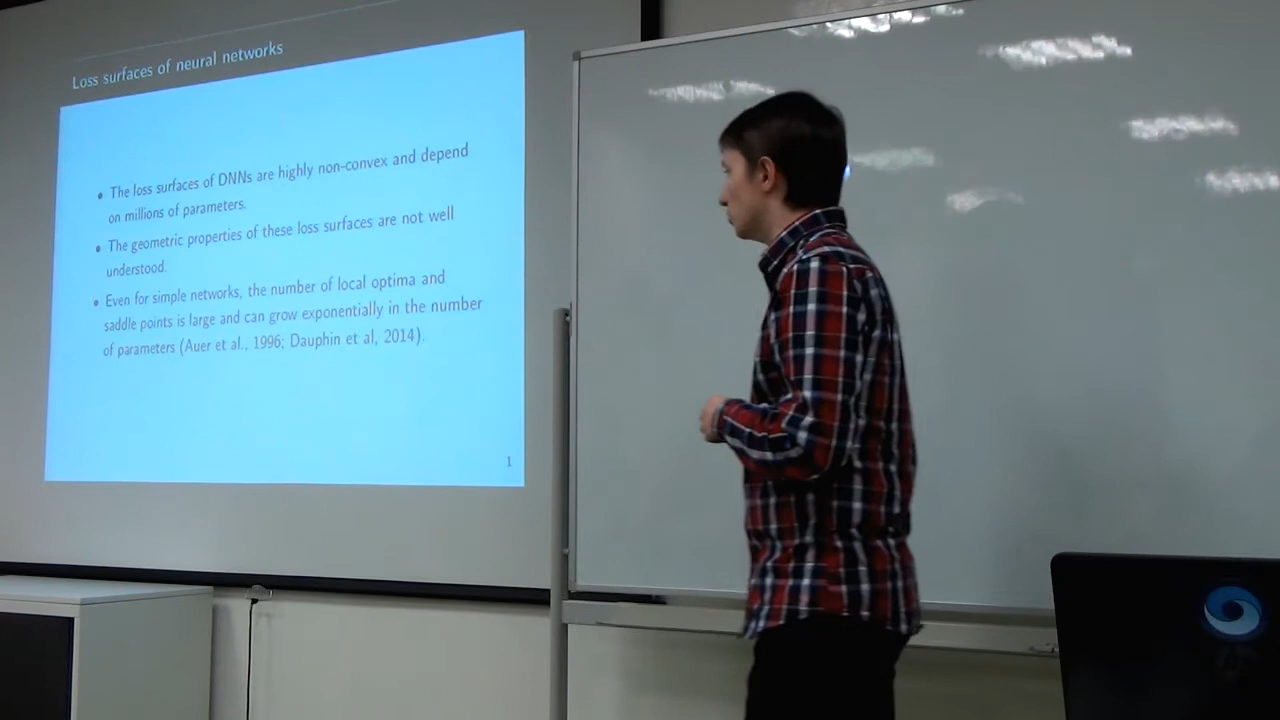 Loss surfaces of neural networks
• The loss surfaces of DNNs are highly non-convex and depend
on millions of parameters.
• The geometric properties of these loss surfaces are not well
understood.
• Even for simple networks, the number of local optima and
saddle points is large and can grow exponentially in the number
of parameters (Auer et al., 1996; Dauphin et al, 2014).
1